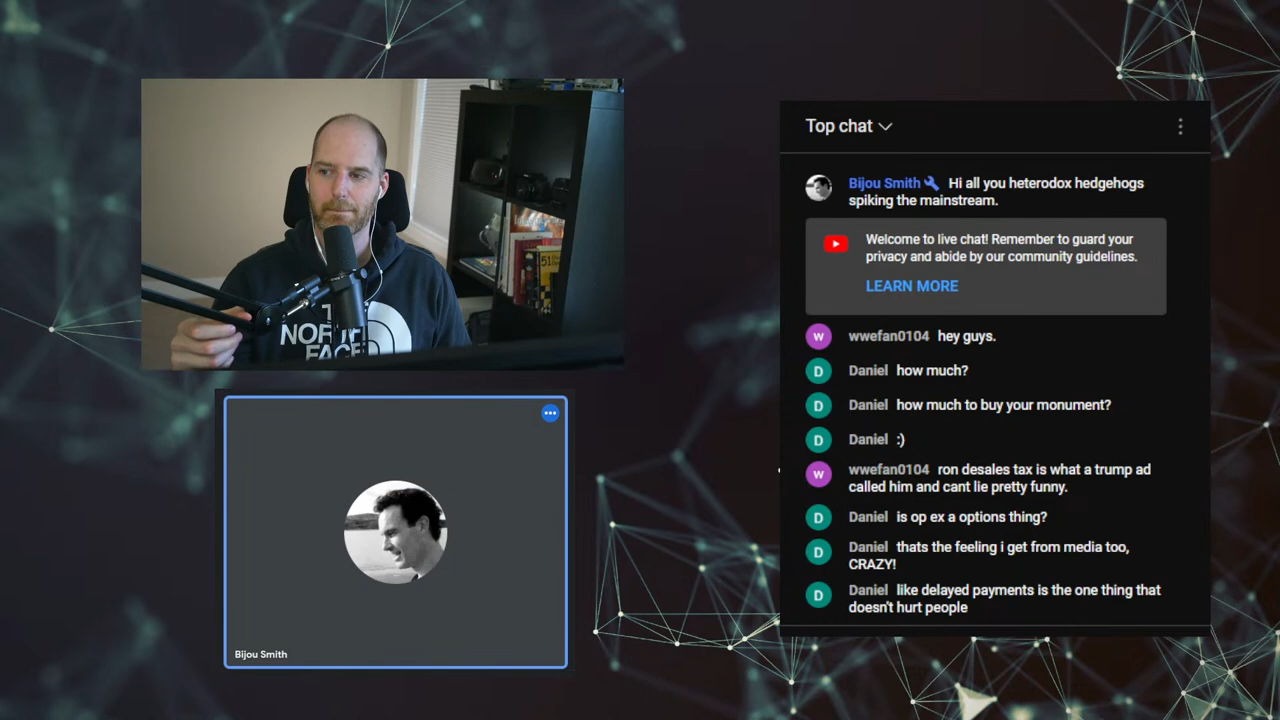 THE
NORTH
FACE
51
Bijou Smith
Top chat
Bijou Smith Hi all you heterodox hedgehogs
spiking the mainstream.
Welcome to live chat! Remember to guard your
privacy and abide by our community guidelines.
LEARN MORE
W wwefan0104 hey guys.
D Daniel how much?
D Daniel how much to buy your monument?
D Daniel :)
W wwefan0104 ron desales tax is what a trump ad
called him and cant lie pretty funny.
D Daniel is op ex a options thing?
D Daniel thats the feeling i get from media too,
CRAZY!
D Daniel like delayed payments is the one thing that
doesn't hurt people